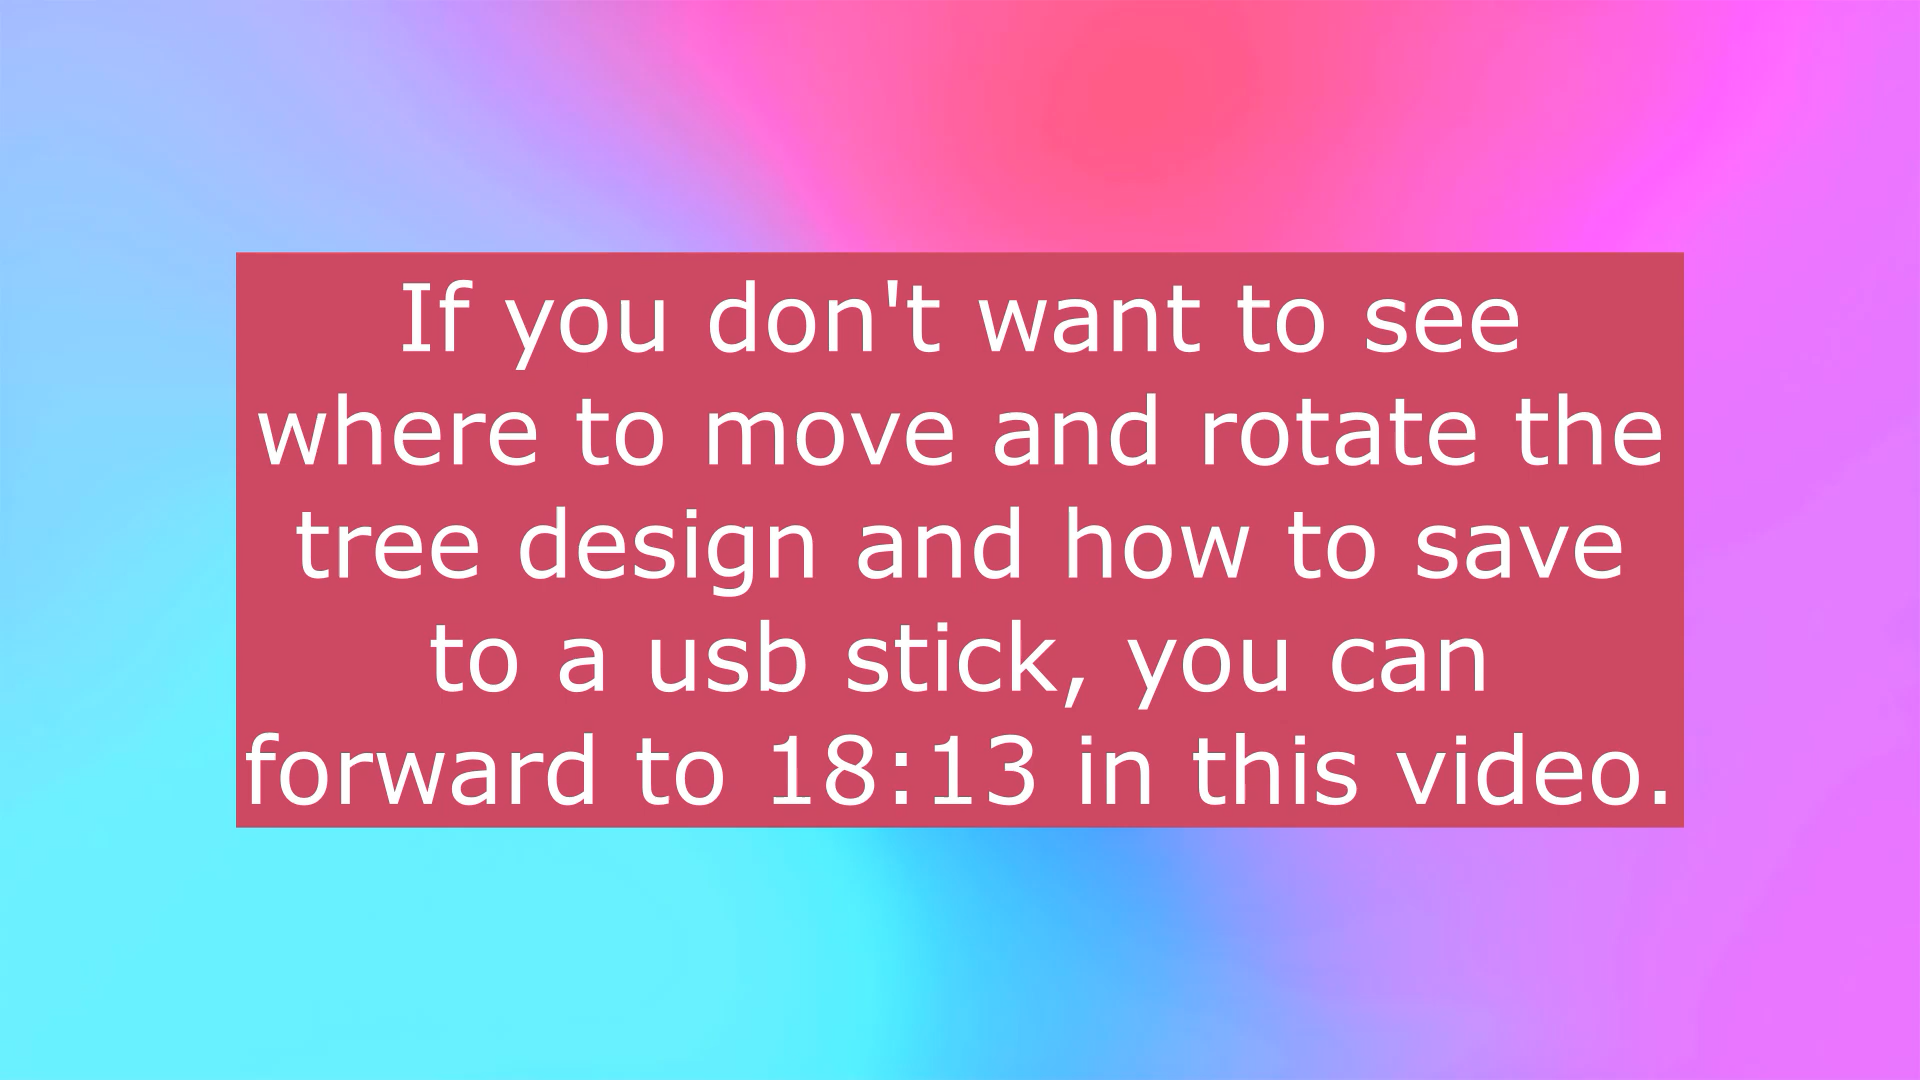 If you don't want to see
where to move and rotate the
tree design and how to save
to a usb stick, you can
forward to 18:13 in this video.